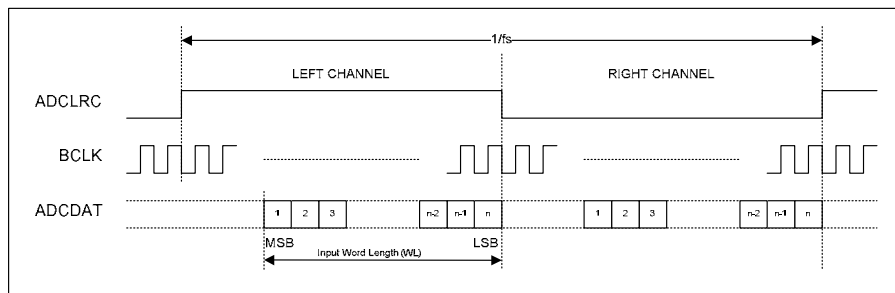 1/fs
LEFT CHANNEL RIGHT CHANNEL
ADCLRC
BCLK
ADCDAT 1 2 3 n-2 n-1 n 1 2 3 n-2 n-1 n
MSB LSB
Input Word Length (WL)